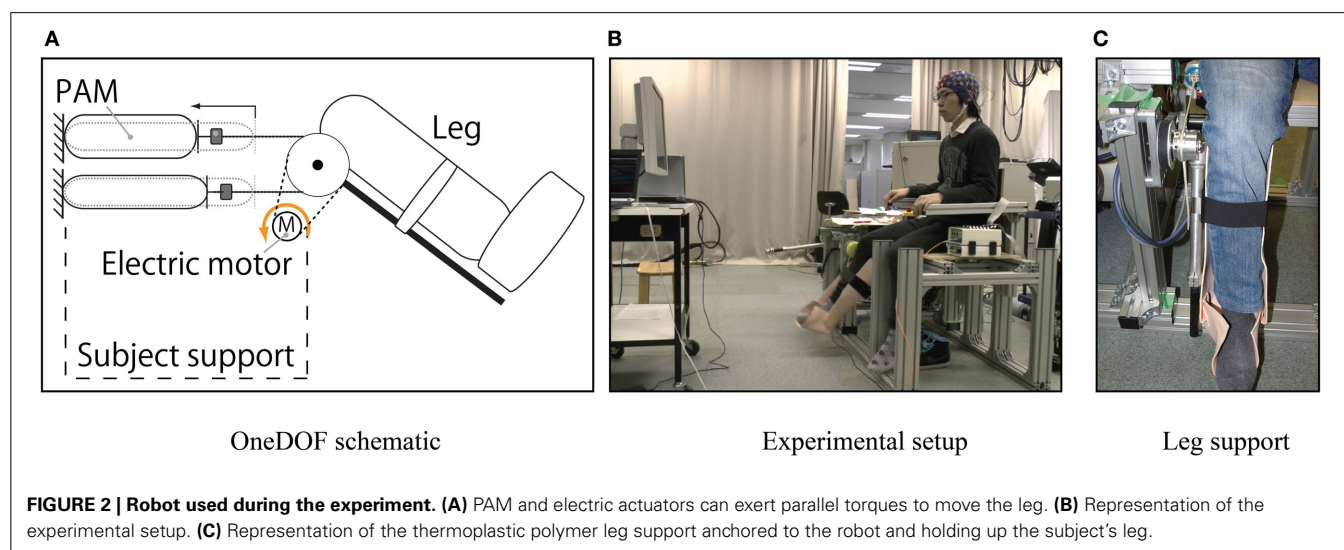 A
B
C
PAM
Leg
M
Electric motor
Subject support
OneDOF schematic
Experimental setup
Leg support
FIGURE 2 | Robot used during the experiment. (A) PAM and electric actuators can exert parallel torques to move the leg. (B) Representation of the
experimental setup. (C) Representation of the thermoplastic polymer leg support anchored to the robot and holding up the subject's leg.